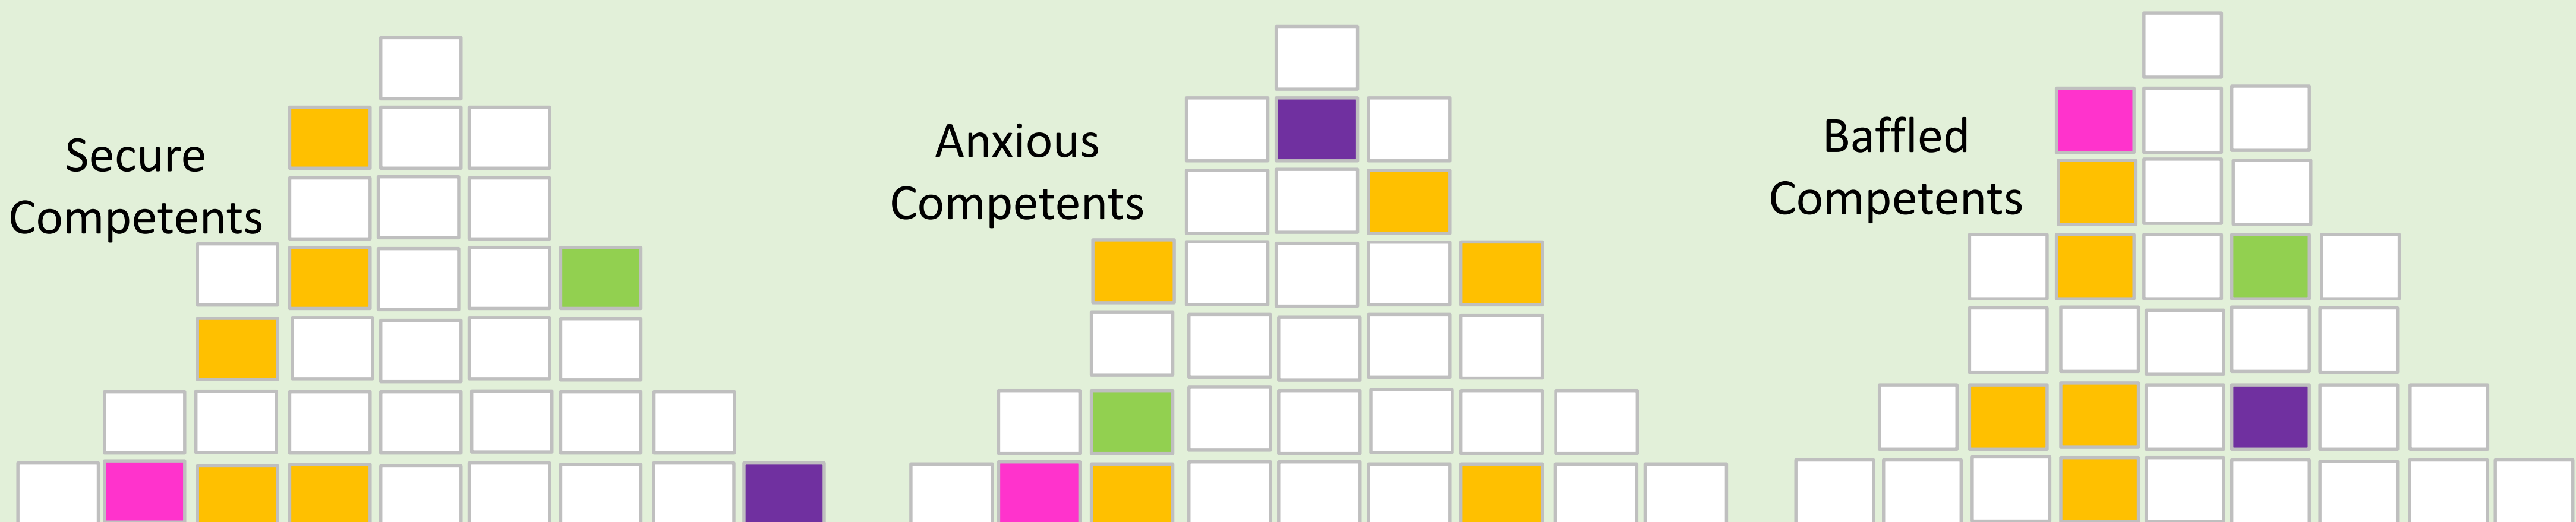 Secure
Competents
Anxious
Competents
Baffled
Competents